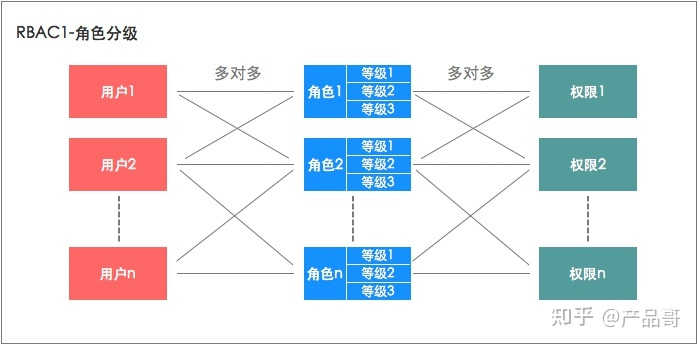 RBAC1-角色分级
多对多
多对多
用户1
角色1
等级1
等级2
等级3
权限1
用户2
角色2
等级1
等级2
等级3
权限2
用户n
角色n
等级1
等级2
等级3
权限n
知乎 @产品哥